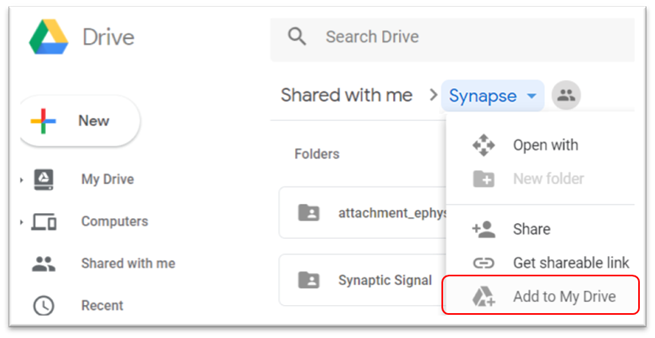 Drive
Search Drive
Shared with me > Synapse
New
Open with
New folder
Folders
My Drive
attachment_ephys
Computers
Share
Shared with me
Get shareable link
Synaptic Signal
Add to My Drive
Recent